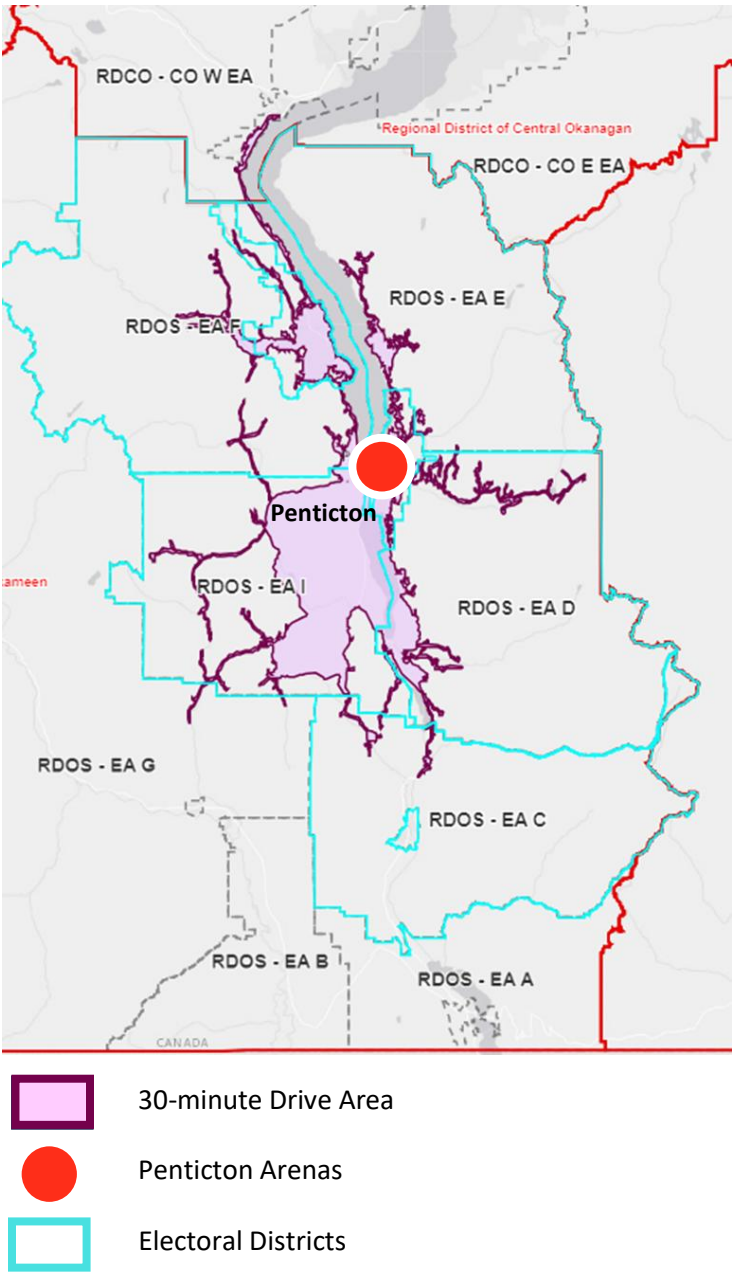 RDCO - CO W EA
Regional District of Central Okanagan
RDCO - CO E EA
RDOS - EA E
RDOS - EA F
Penticton
ameen
RDOS - EA I
RDOS - EA D
RDOS - EA G
RDOS - EA C
RDOS - EA B
RDOS - EA A
CANADA
30-minute Drive Area
Penticton Arenas
Electoral Districts